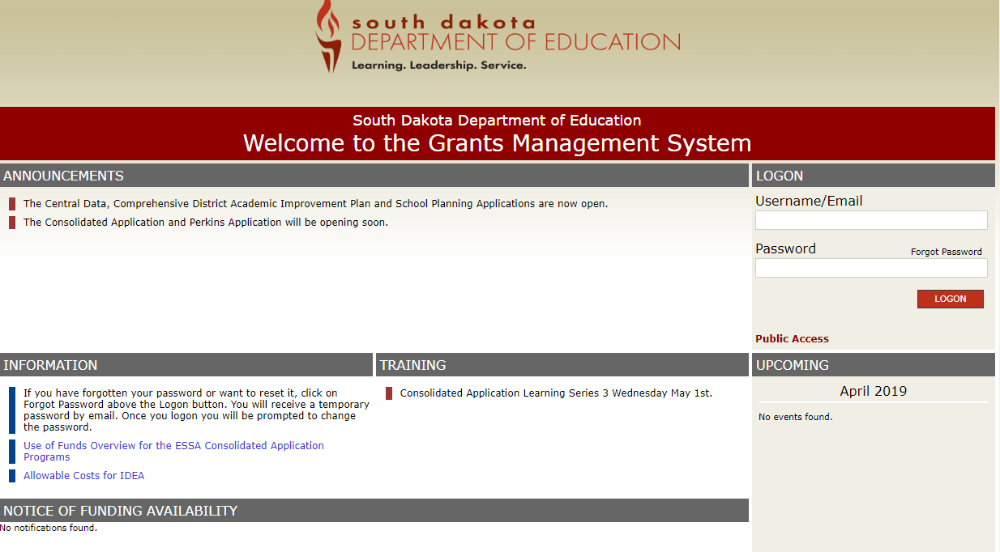 south dakota
DEPARTMENT OF EDUCATION
Learning. Leadership. Service.
South Dakota Department of Education
Welcome to the Grants Management System
ANNOUNCEMENTS
The Central Data, Comprehensive District Academic Improvement Plan and School Planning Applications are now open.
The Consolidated Application and Perkins Application will be opening soon.
LOGON
Username/Email
Password
Forgot Password
LOGON
Public Access
INFORMATION
If you have forgotten your password or want to reset it, click on
Forgot Password above the Logon button. You will receive a temporary
password by email. Once you logon you will be prompted to change
the password.
Use of Funds Overview for the ESSA Consolidated Application
Programs
Allowable Costs for IDEA
TRAINING
Consolidated Application Learning Series 3 Wednesday May 1st.
UPCOMING
April 2019
No events found.
NOTICE OF FUNDING AVAILABILITY
No notifications found.